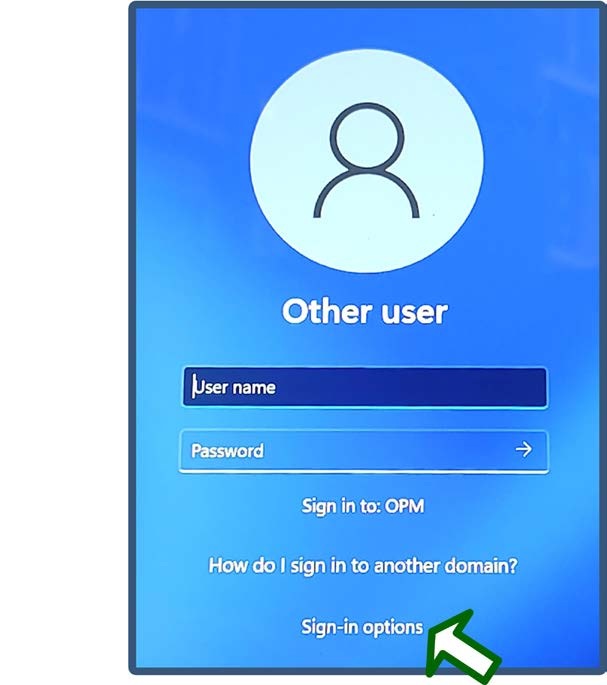 Other user
User name
Password
Sign in to: OPM
How do I sign in to another domain?
Sign-in options